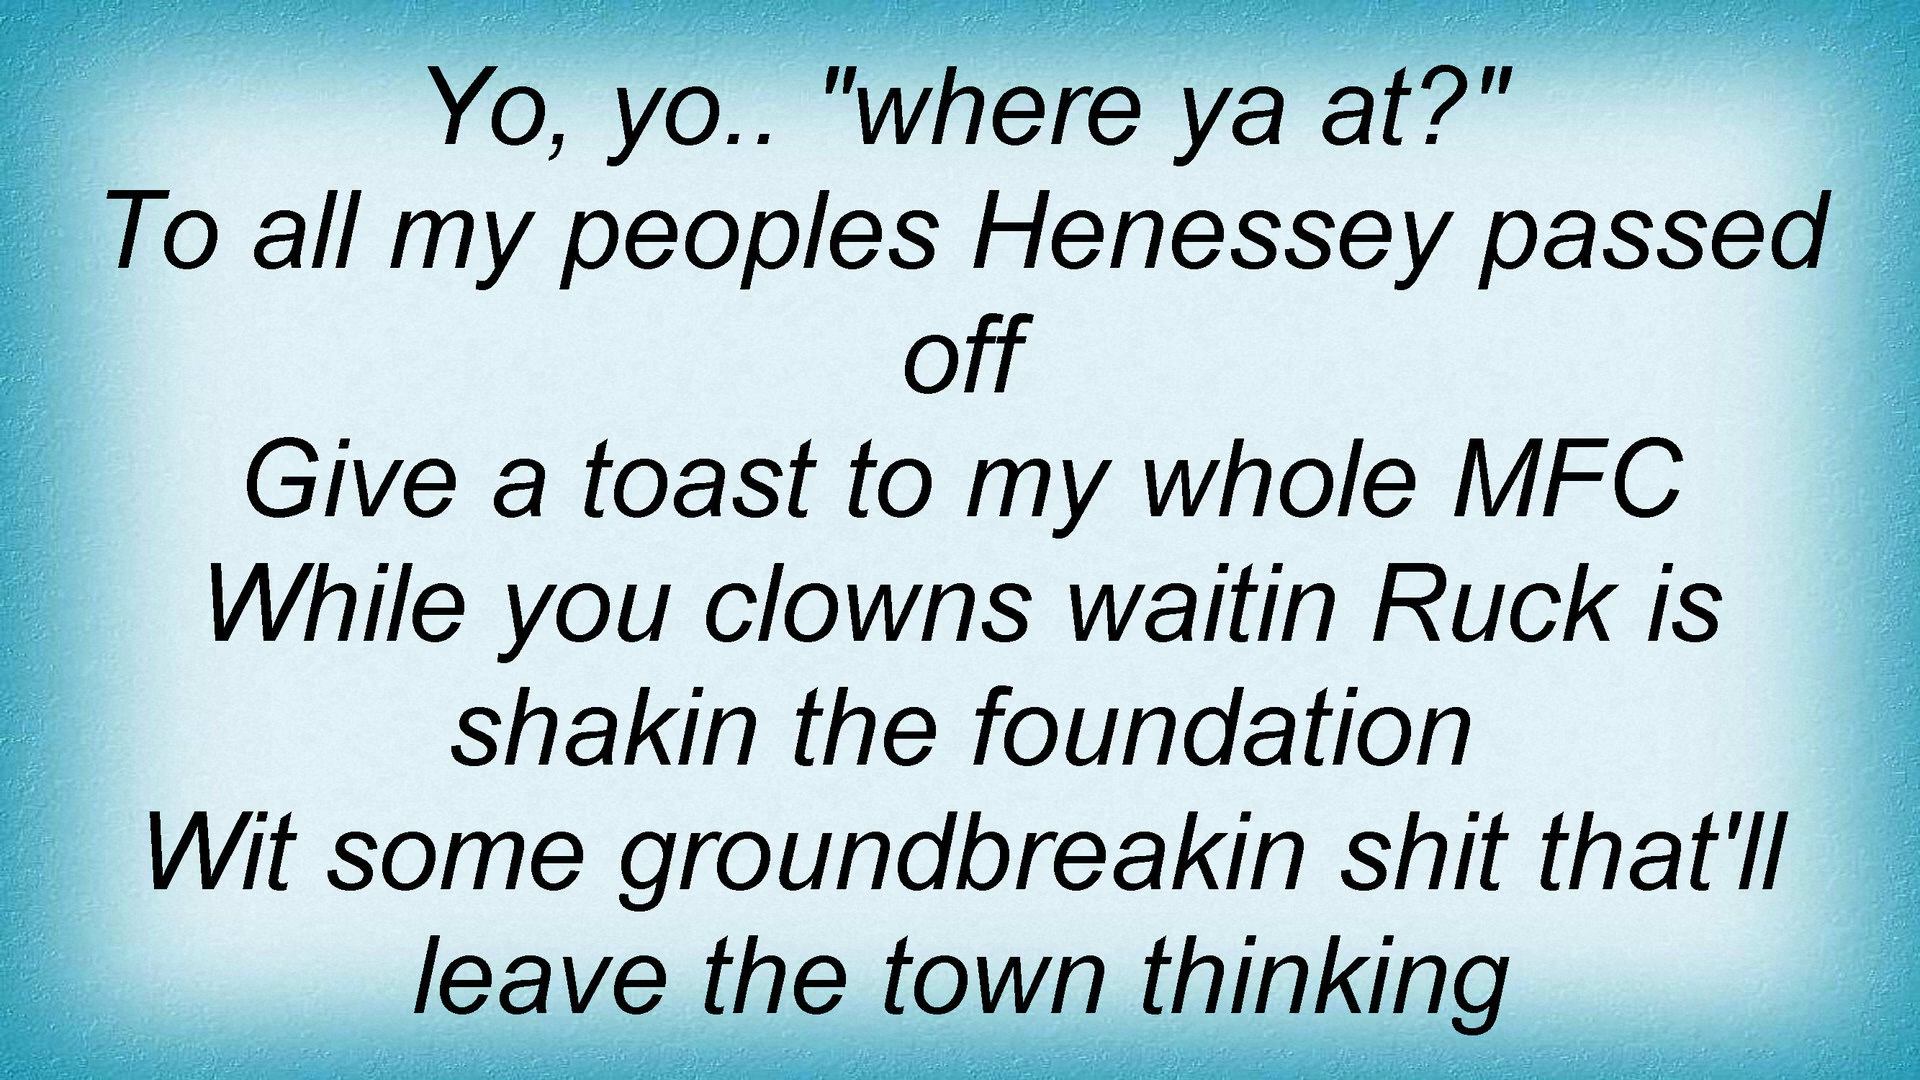 Yo, yo.. "where ya at?"
To all my peoples Henessey passed
off
Give a toast to my whole MFC
While you clowns waitin Ruck is
shakin the foundation
Wit some groundbreakin shit that'll
leave the town thinking